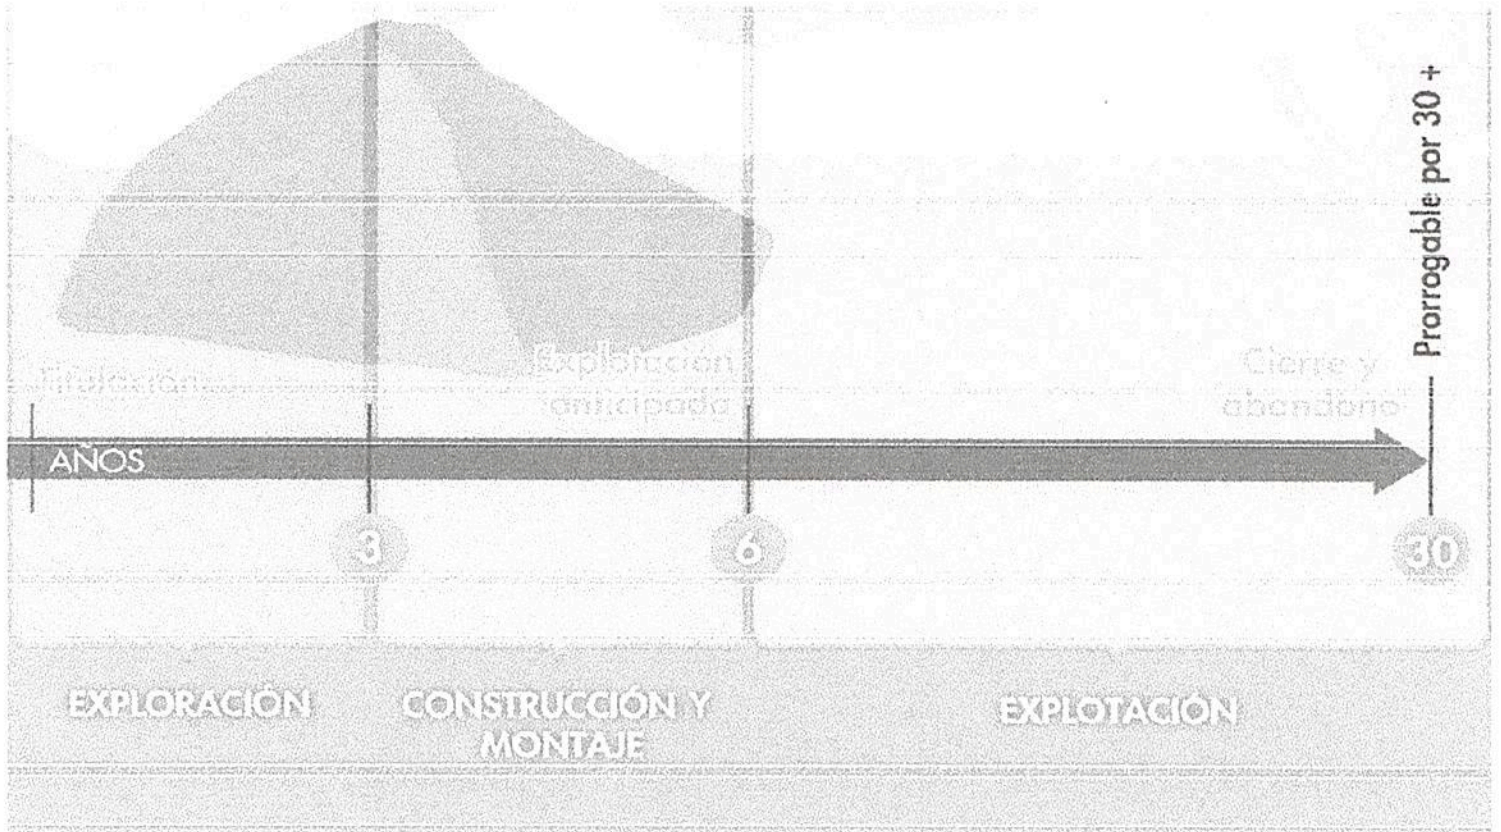 Prorrogable por 30 +
Titulación
Explotación
anticipada
Cierre y
abandono
AÑOS
3
6
30
EXPLORACIÓN
CONSTRUCCIÓN Y
MONTAJE
EXPLOTACIÓN